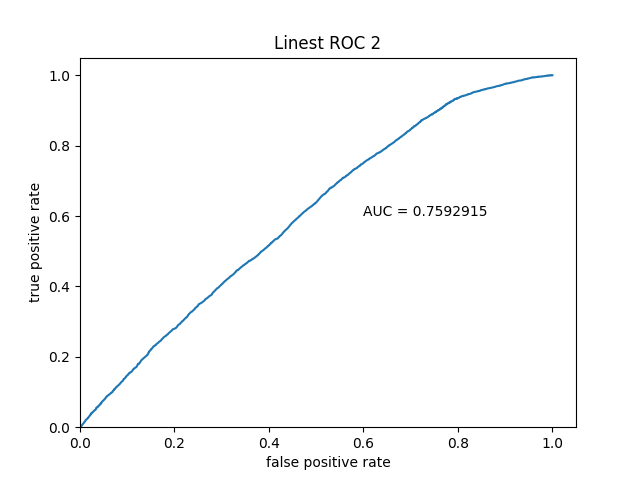 Linest ROC 2
1.0
0.8
0.6
0.4
0.2
0.0
true positive rate
AUC = 0.7592915
0.0 0.2 0.4 0.6 0.8 1.0
false positive rate